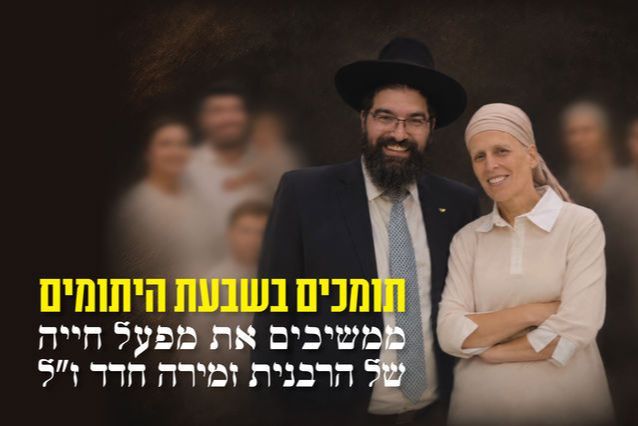 תומכים בשבעת היתומים
ממשיכים את מפעל חייה
של הרבנית זמירה חדד ז"ל